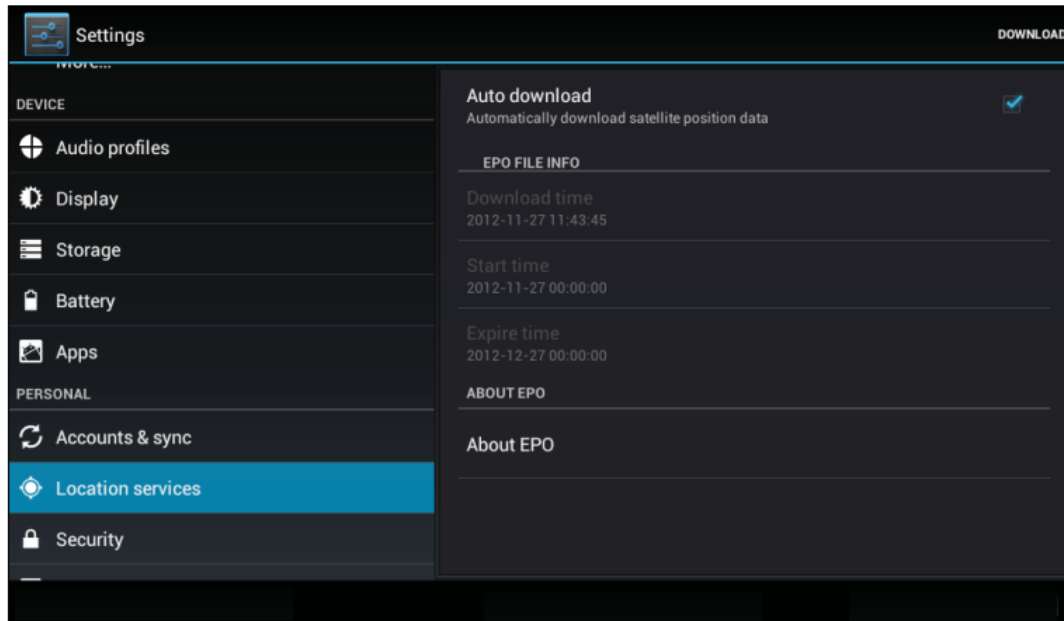 Settings
DOWNLOAD
More...
DEVICE
Audio profiles
Display
Storage
Battery
Apps
PERSONAL
Accounts & sync
Location services
Security
Auto download
Automatically download satellite position data
EPO FILE INFO
Download time
2012-11-27 11:43:45
Start time
2012-11-27 00:00:00
Expire time
2012-12-27 00:00:00
ABOUT EPO
About EPO